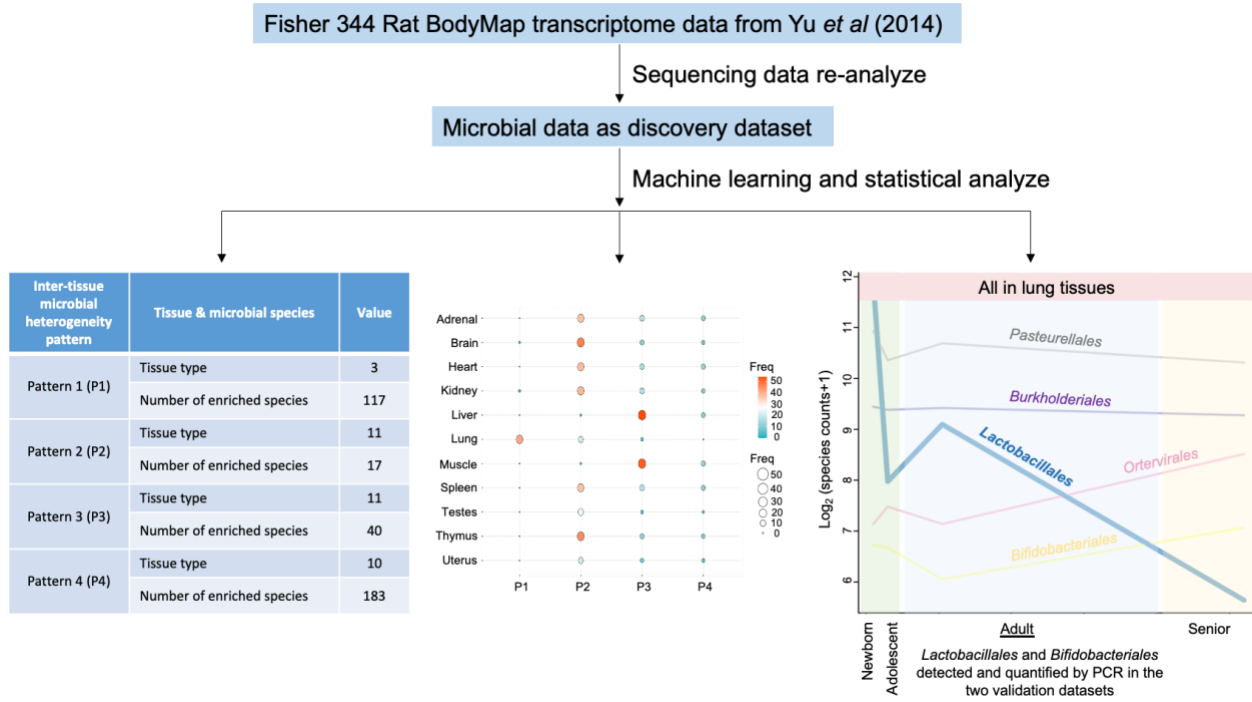 Fisher 344 Rat BodyMap transcriptome data from Yu et al (2014)
Sequencing data re-analyze
Microbial data as discovery dataset
Machine learning and statistical analyze
Inter-tissue
microbial
heterogeneity
pattern
Tissue & microbial species
Value
Pattern 1 (P1)
Tissue type
3
Number of enriched species
117
Pattern 2 (P2)
Tissue type
11
Number of enriched species
17
Pattern 3 (P3)
Tissue type
11
Number of enriched species
40
Pattern 4 (P4)
Tissue type
10
Number of enriched species
183
Adrenal
Brain
Heart
Kidney
Liver
Lung
Muscle
Spleen
Testes
Thymus
Uterus
P1
P2
P3
P4
Freq
50
40
30
20
10
0
Freq
50
40
30
20
10
0
All in lung tissues
Log2 (species counts+1)
12
11
10
9
8
7
6
Pasteurellales
Burkholderiales
Lactobacillales
Ortervirales
Bifidobacteriales
Newborn
Adolescent
Adult
Senior
Lactobacillales and Bifidobacteriales
detected and quantified by PCR in the
two validation datasets